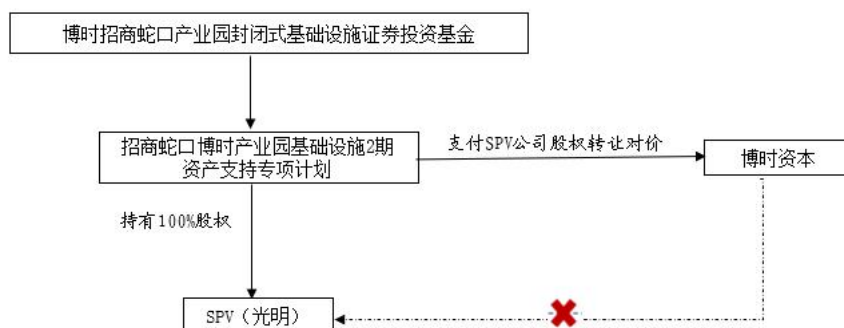 博时招商蛇口产业园封闭式基础设施证券投资基金
招商蛇口博时产业园基础设施2期
资产支持专项计划
支付SPV公司股权转让对价
博时资本
持有100%股权
SPV（光明）